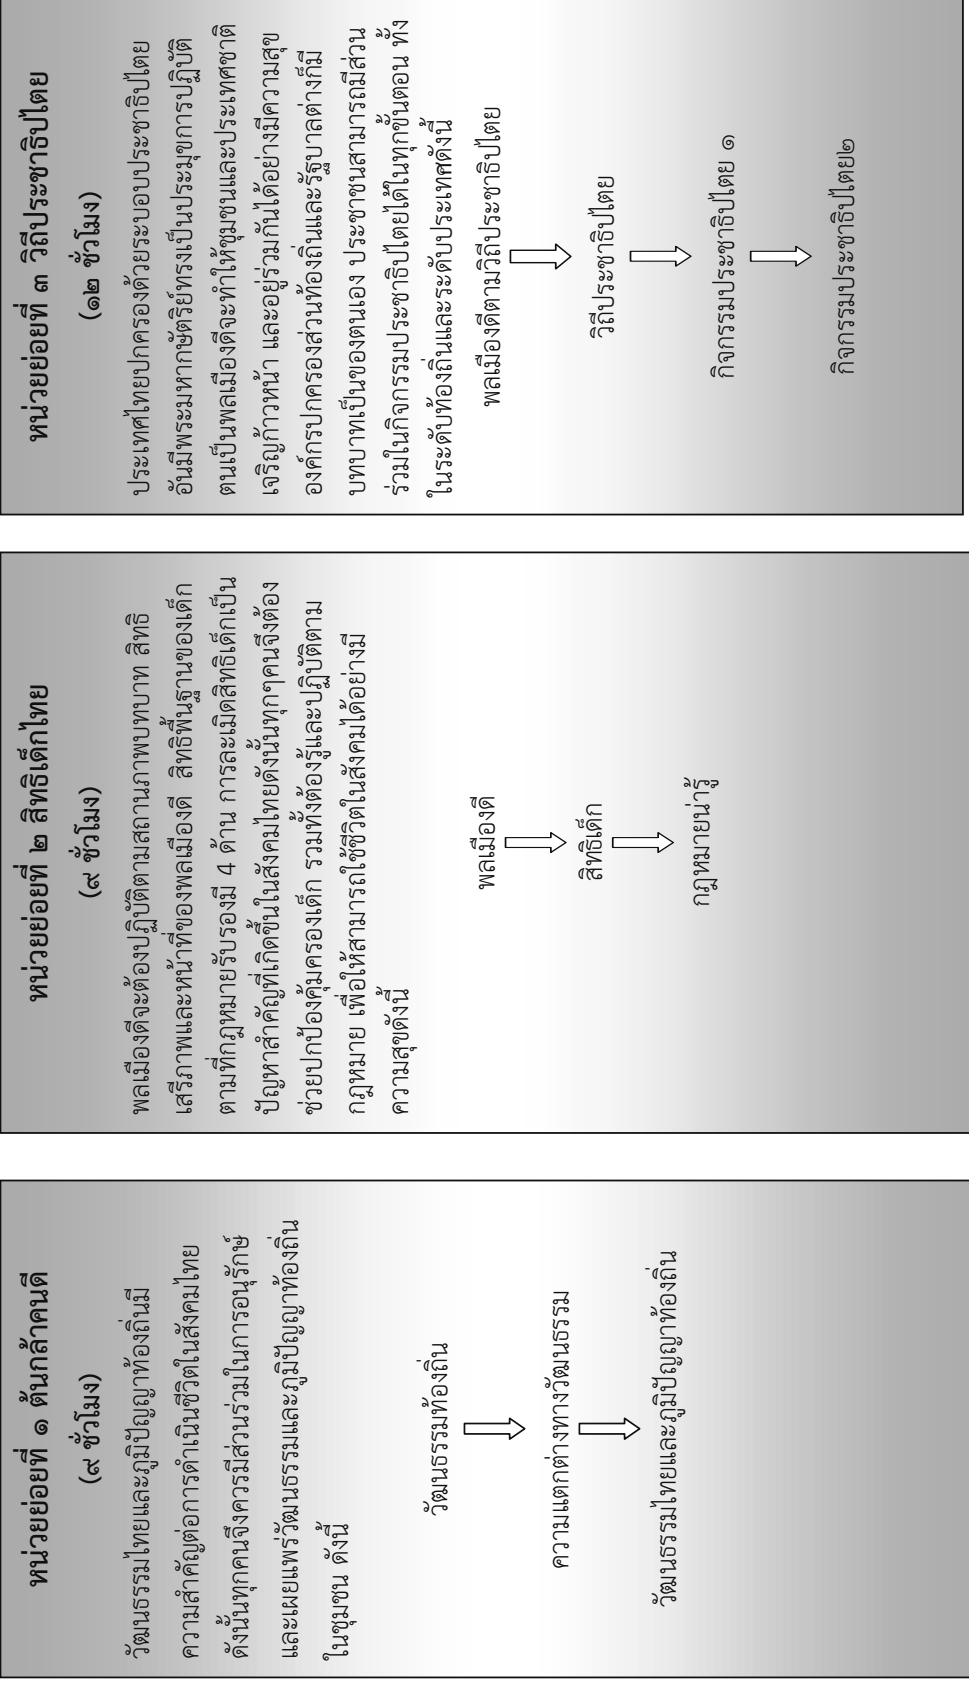 หน่วยย่อยที่ ๑ ต้นกล้าคนดี
(๙ ชั่วโมง)
วัฒนธรรมไทยและภูมิปัญญาท้องถิ่นมี
ความสำคัญต่อการดำเนินชีวิตในสังคมไทย
ดังนั้นทุกคนจึงควรมีส่วนร่วมในการอนุรักษ์
และเผยแพร่วัฒนธรรมและภูมิปัญญาท้องถิ่น
ในชุมชน ดังนี้
วัฒนธรรมท้องถิ่น
ความแตกต่างทางวัฒนธรรม
วัฒนธรรมไทยและภูมิปัญญาท้องถิ่น
หน่วยย่อยที่ ๒ สิทธิเด็กไทย
(๙ ชั่วโมง)
พลเมืองดีจะต้องปฏิบัติตามสถานภาพบทบาท สิทธิ
เสรีภาพและหน้าที่ของพลเมืองดี สิทธิพื้นฐานของเด็ก
ตามที่กฎหมายรับรองมี 4 ด้าน การละเมิดสิทธิเด็กเป็น
ปัญหาสำคัญที่เกิดขึ้นในสังคมไทยดังนั้นทุกๆคนจึงต้อง
ช่วยปกป้องคุ้มครองเด็ก รวมทั้งต้องรู้และปฏิบัติตาม
กฎหมาย เพื่อให้สามารถใช้ชีวิตในสังคมได้อย่างมี
ความสุขดังนี้
พลเมืองดี
สิทธิเด็ก
กฎหมายน่ารู้
หน่วยย่อยที่ ๓ วิถีประชาธิปไตย
(๑๒ ชั่วโมง)
ประเทศไทยปกครองด้วยระบอบประชาธิปไตย
อันมีพระมหากษัตริย์ทรงเป็นประมุขการปฏิบัติ
ตนเป็นพลเมืองดีจะทำให้ชุมชนและประเทศชาติ
เจริญก้าวหน้า และอยู่ร่วมกันได้อย่างมีความสุข
องค์กรปกครองส่วนท้องถิ่นและรัฐบาลต่างก็มี
บทบาทเป็นของตนเอง ประชาชนสามารถมีส่วน
ร่วมในกิจกรรมประชาธิปไตยได้ในทุกขั้นตอน ทั้ง
ในระดับท้องถิ่นและระดับประเทศดังนี้
พลเมืองดีตามวิถีประชาธิปไตย
วิถีประชาธิปไตย
กิจกรรมประชาธิปไตย ๑
กิจกรรมประชาธิปไตย๒